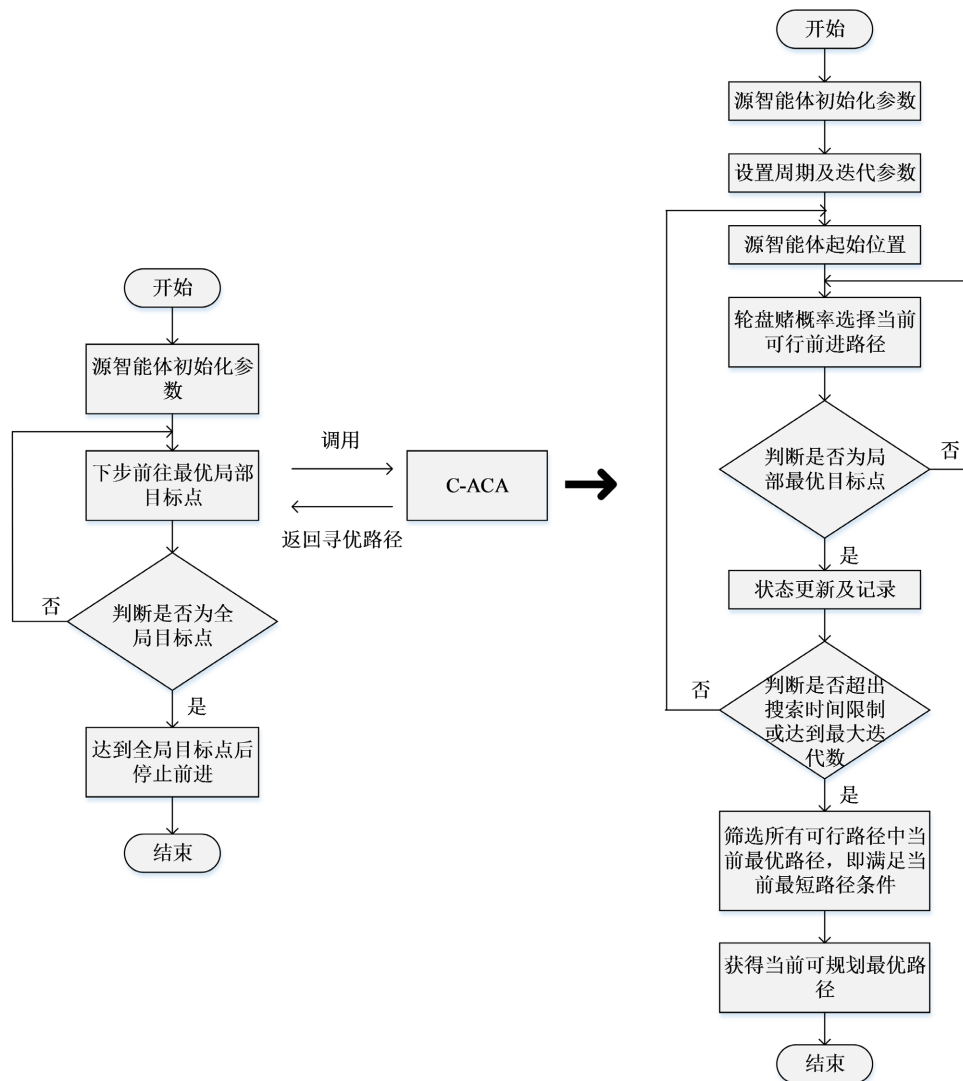 开始
源智能体初始化参
数
下步前往最优局部
目标点
否
判断是否为全
局目标点
是
达到全局目标点后
停止前进
结束
调用
C-ACA
返回寻优路径
开始
源智能体初始化参数
设置周期及迭代参数
源智能体起始位置
轮盘赌概率选择当前
可行前进路径
判断是否为局
部最优目标点
否
是
状态更新及记录
否
判断是否超出
搜索时间限制
或达到最大迭
代数
是
筛选所有可行路径中当
前最优路径，即满足当
前最短路径条件
获得当前可规划最优路
径
结束